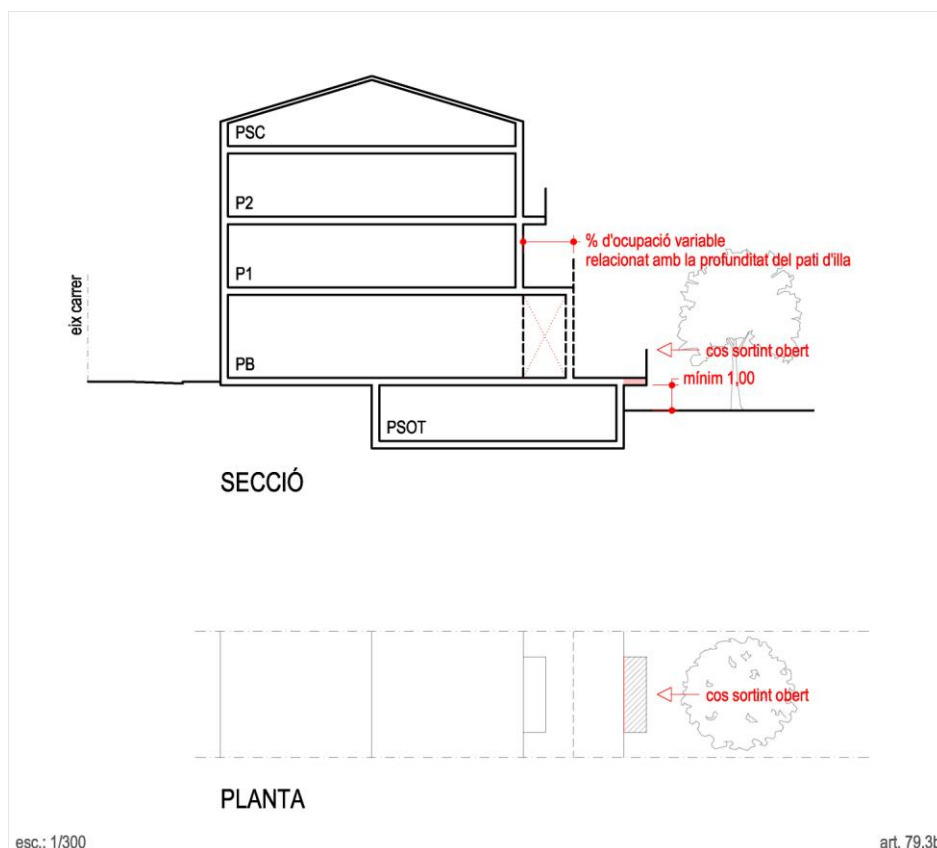 PSC
P2
% d'ocupació variable
relacionat amb la profunditat del pati d'illa
P1
eix carrer
cos sortint obert
PB
mínim 1,00
PSOT
SECCIÓ
cos sortint obert
PLANTA
esc.: 1/300
art. 79.3b